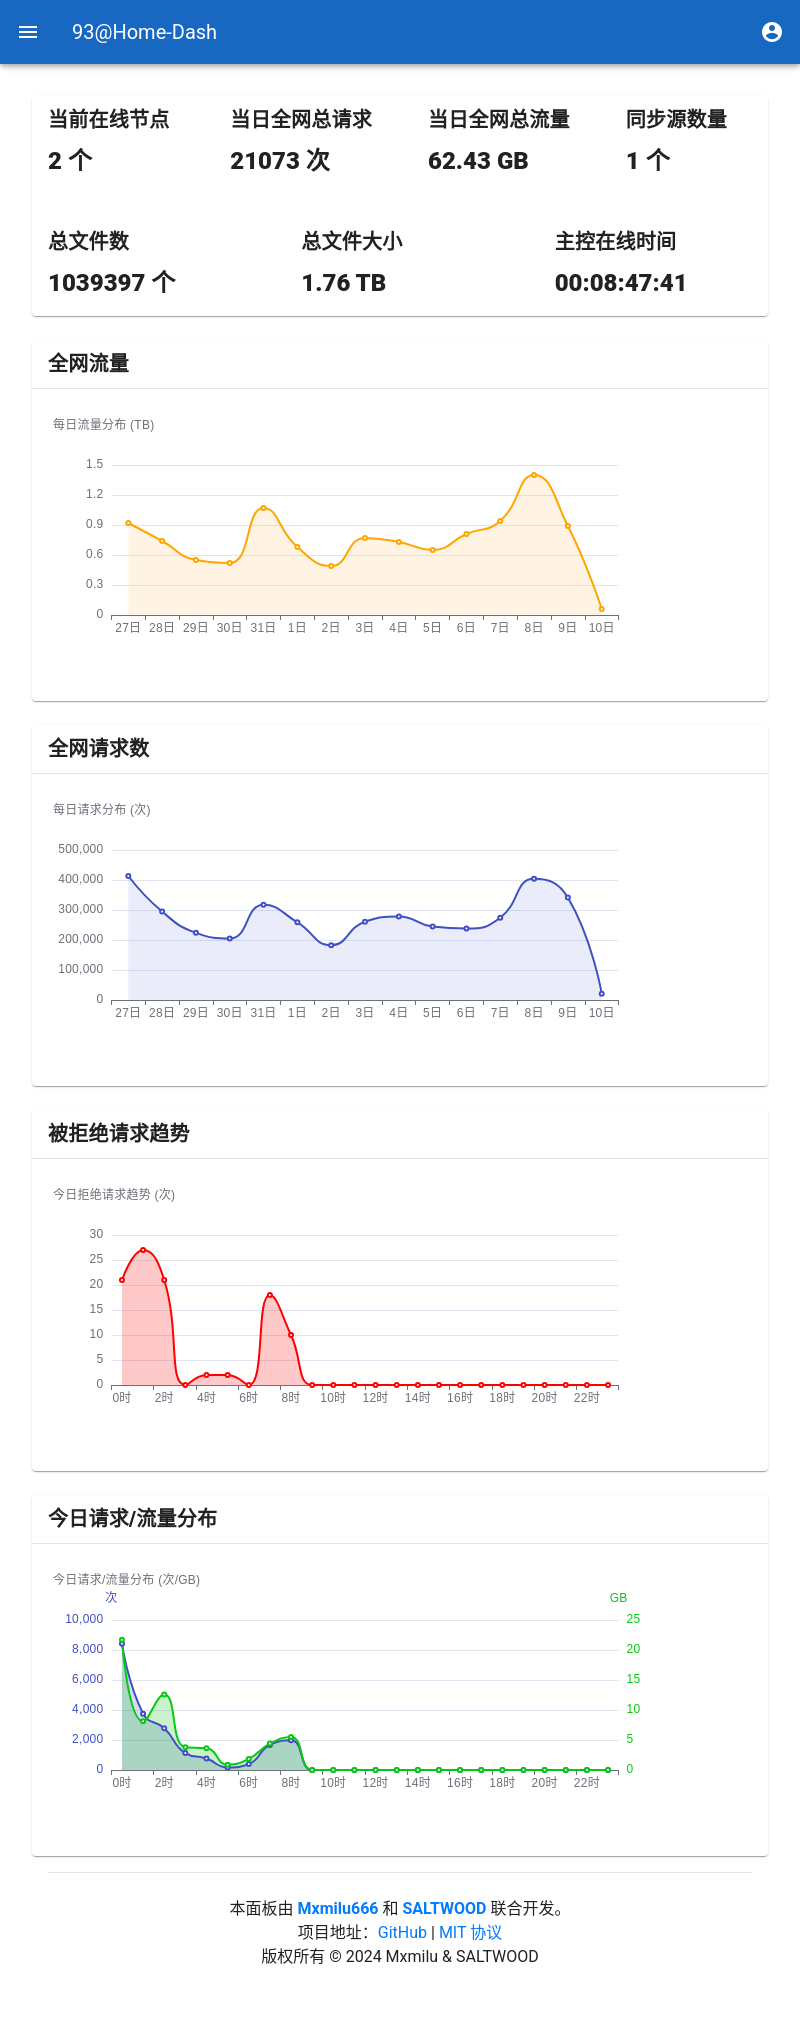 93@Home-Dash
当前在线节点 当日全网总请求 当日全网总流量 同步源数量
2 个 21073 次 62.43 GB 1 个
总文件数 总文件大小 主控在线时间
1039397 个 1.76 TB 00:08:47:41
全网流量
每日流量分布 (TB)
1.5
1.2
0.9
0.6
0.3
0
27日 28日 29日 30日 31日 1日 2日 3日 4日 5日 6日 7日 8日 9日 10日
全网请求数
每日请求分布 (次)
500,000
400,000
300,000
200,000
100,000
0
27日 28日 29日 30日 31日 1日 2日 3日 4日 5日 6日 7日 8日 9日 10日
被拒绝请求趋势
今日拒绝请求趋势 (次)
30
25
20
15
10
5
0
0时 2时 4时 6时 8时 10时 12时 14时 16时 18时 20时 22时
今日请求/流量分布
今日请求/流量分布 (次/GB)
次 GB
10,000 25
8,000 20
6,000 15
4,000 10
2,000 5
0 0
0时 2时 4时 6时 8时 10时 12时 14时 16时 18时 20时 22时
本面板由 Mxmilu666 和 SALTWOOD 联合开发。
项目地址：GitHub | MIT 协议
版权所有 © 2024 Mxmilu & SALTWOOD